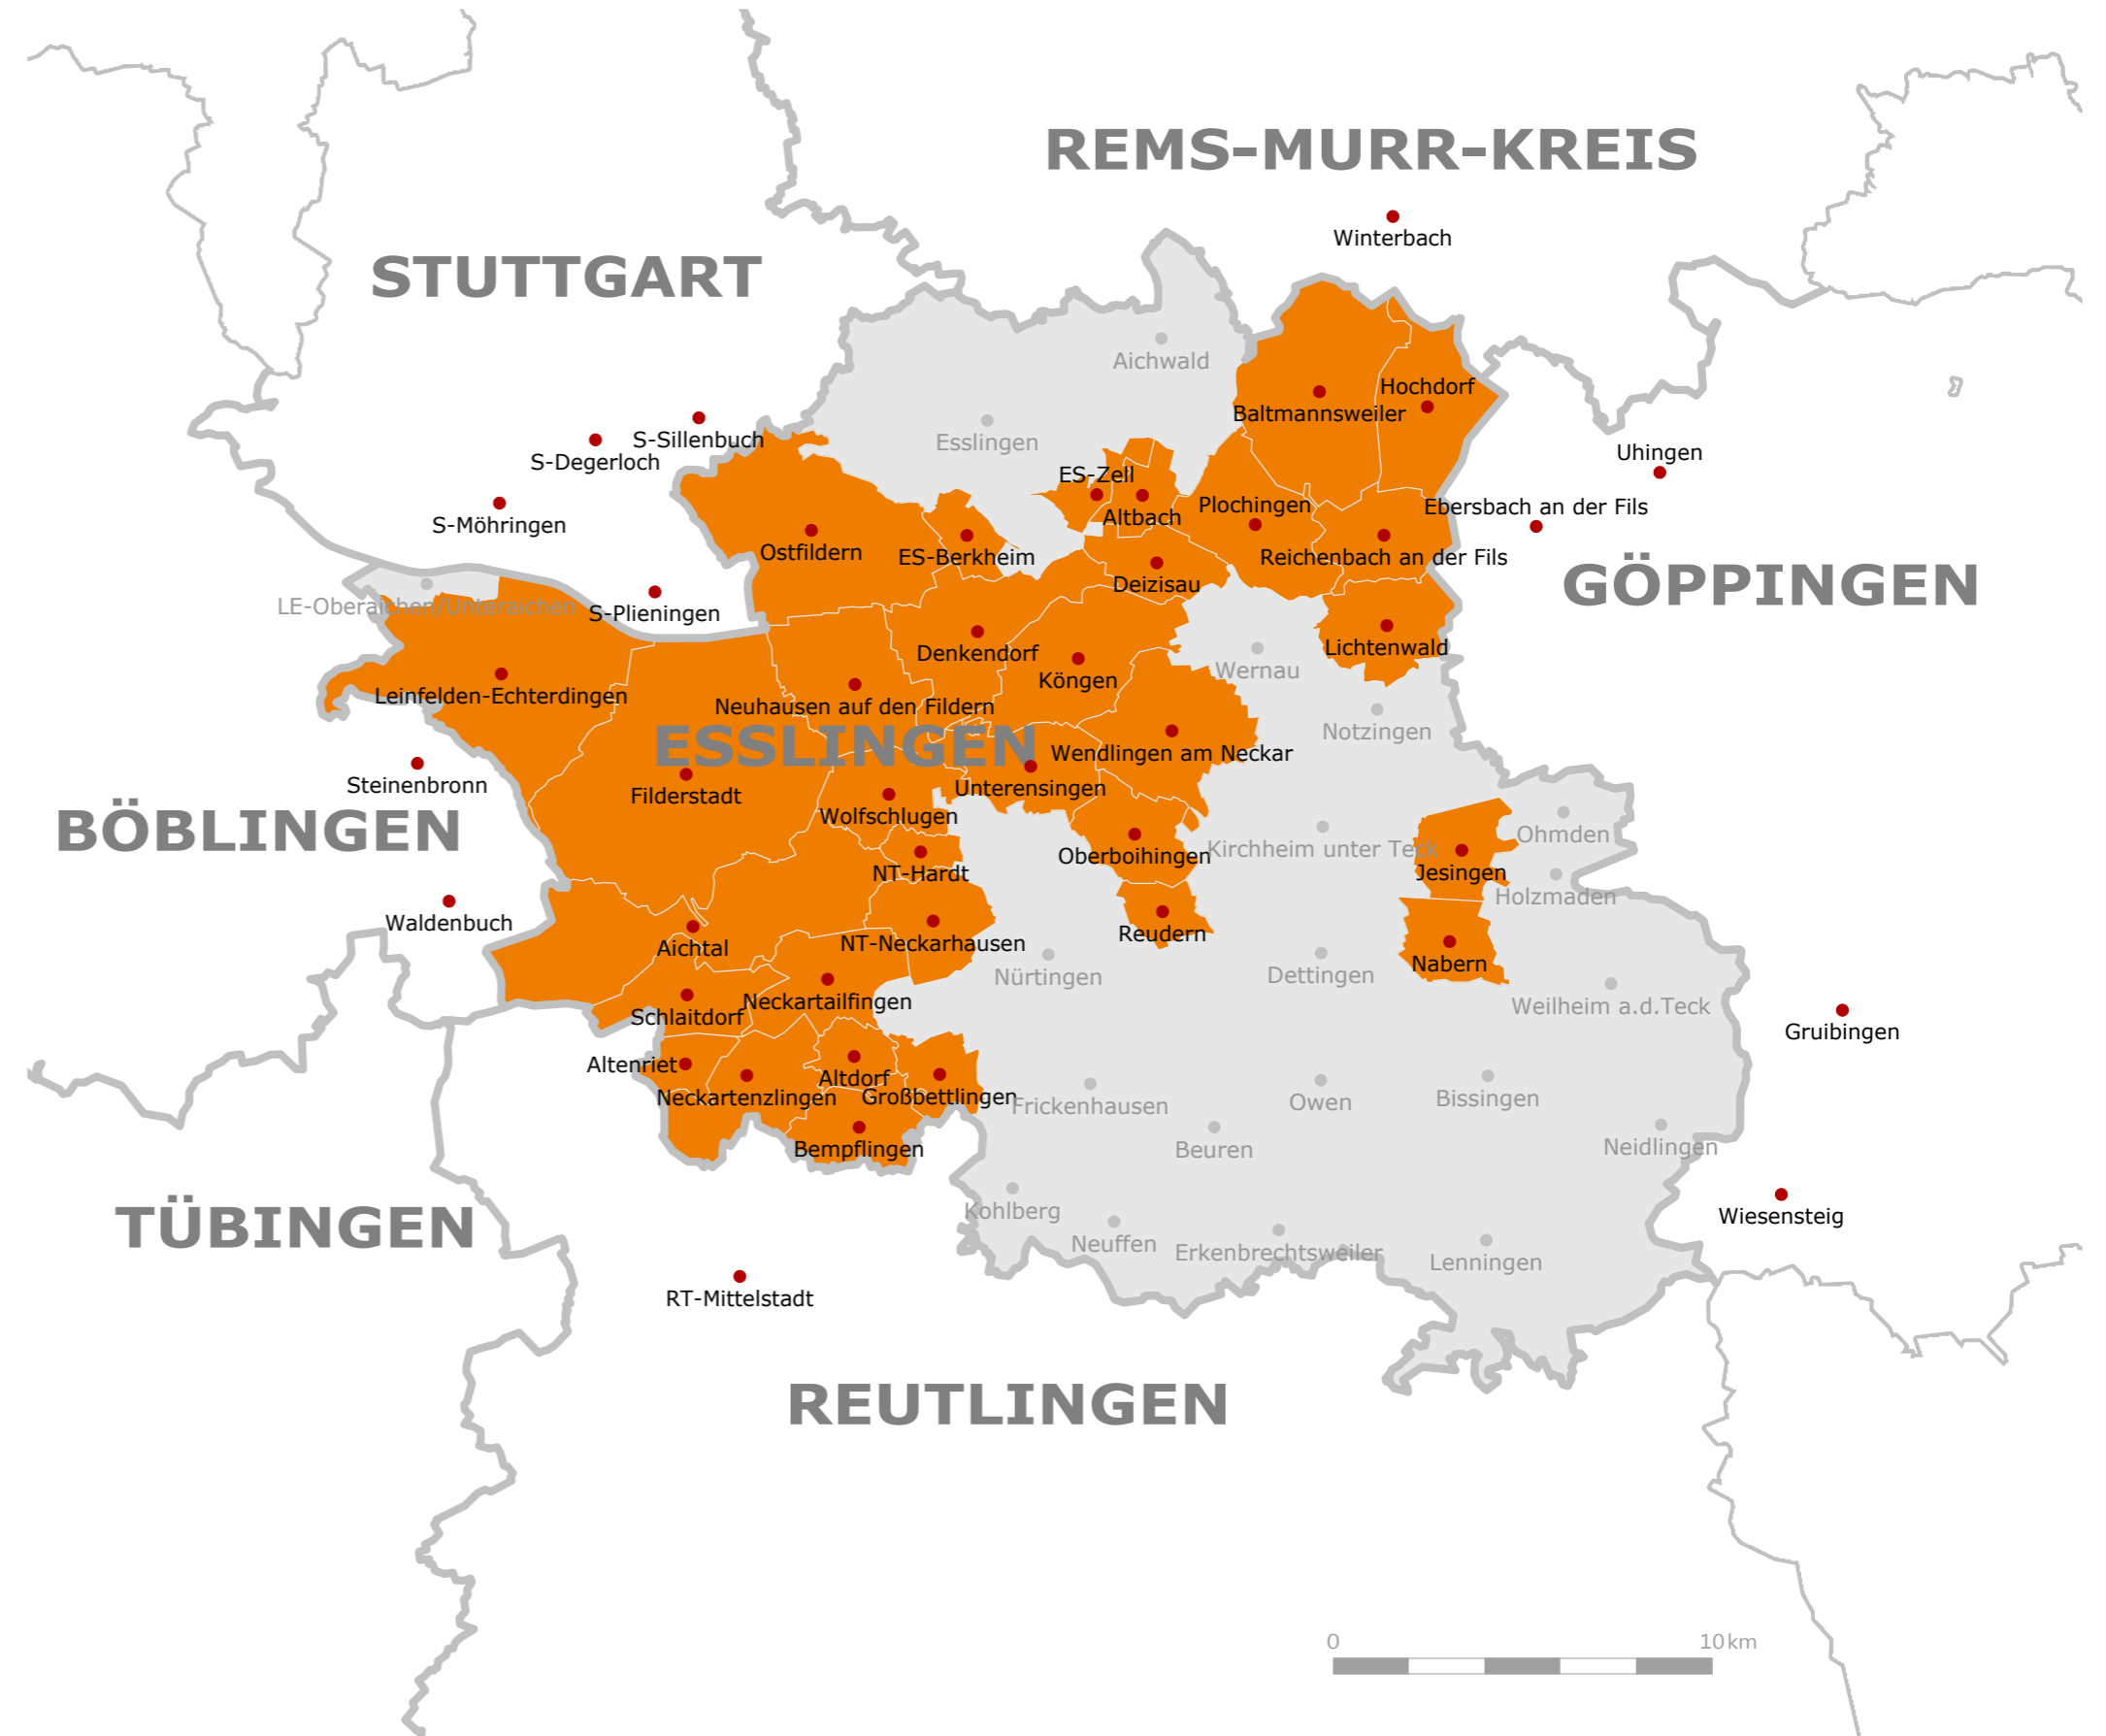 REMS-MURR-KREIS
Winterbach
STUTTGART
Aichwald
Hochdorf
Baltmannsweiler
S-Sillenbuch
Esslingen
S-Degerloch
Uhingen
ES-Zell
Plochingen
Ebersbach an der Fils
Altbach
S-Möhringen
Ostfildern
ES-Berkheim
Reichenbach an der Fils
Deizisau
GÖPPINGEN
LE-Oberaichen/Unteraichen
S-Plieningen
Denkendorf
Lichtenwald
Wernau
Köngen
Leinfelden-Echterdingen
Neuhausen auf den Fildern
Notzingen
ESSLINGEN
Wendlingen am Neckar
Steinenbronn
Unterensingen
Filderstadt
Wolfschlugen
BÖBLINGEN
Ohmden
Kirchheim unter Teck
Oberboihingen
NT-Hardt
Jesingen
Holzmaden
Waldenbuch
Reudern
NT-Neckarhausen
Aichtal
Nabern
Dettingen
Nürtingen
Neckartailfingen
Weilheim a.d.Teck
Schlaitdorf
Gruibingen
Altenriet
Altdorf
Neckartenzlingen
Großbettlingen
Bissingen
Owen
Frickenhausen
Bempflingen
Beuren
Neidlingen
Kohlberg
Wiesensteig
TÜBINGEN
Neuffen
Erkenbrechtsweiler
Lenningen
RT-Mittelstadt
REUTLINGEN
0 10km